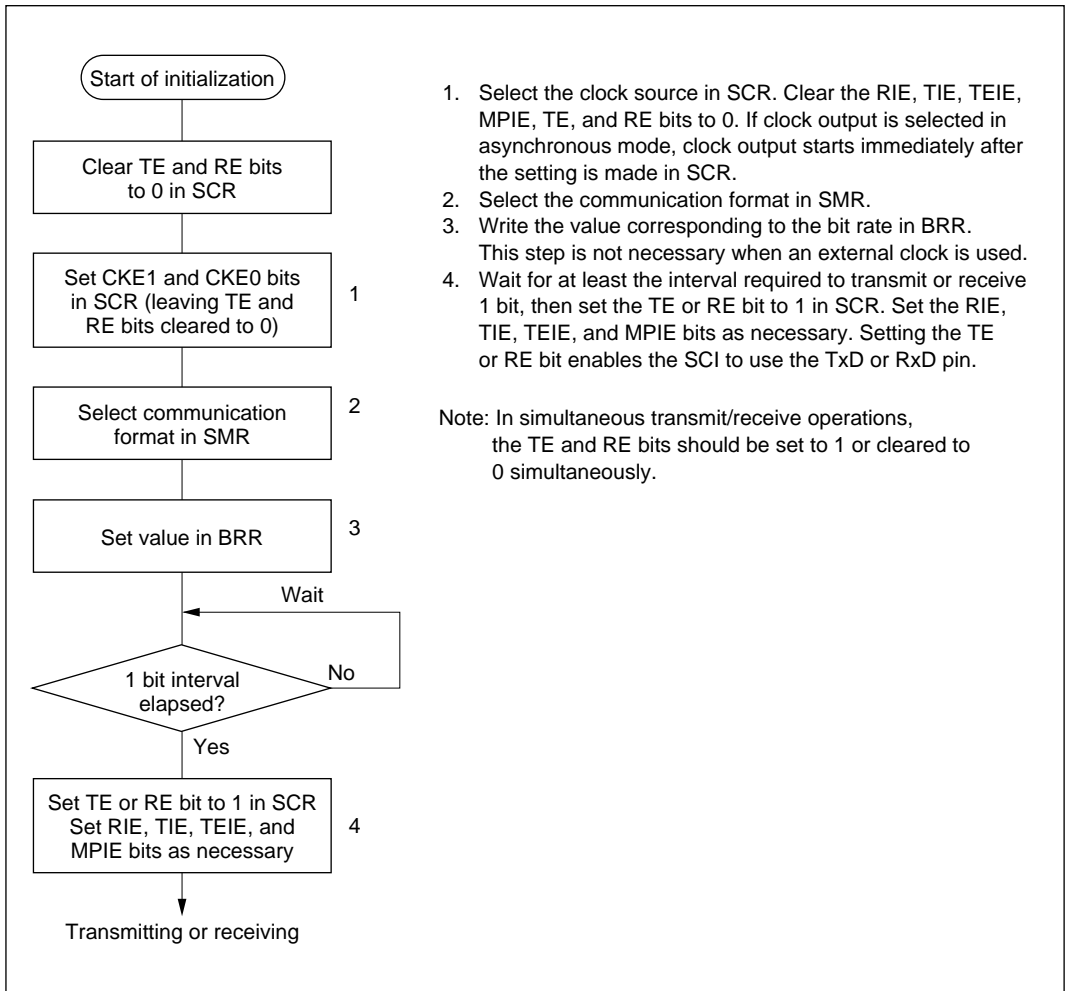 Start of initialization
Clear TE and RE bits
to 0 in SCR
Set CKE1 and CKE0 bits
in SCR (leaving TE and
RE bits cleared to 0)
1
Select communication
format in SMR
2
Set value in BRR
3
Wait
1 bit interval
elapsed?
No
Yes
Set TE or RE bit to 1 in SCR
Set RIE, TIE, TEIE, and
MPIE bits as necessary
4
Transmitting or receiving
1. Select the clock source in SCR. Clear the RIE, TIE, TEIE,
MPIE, TE, and RE bits to 0. If clock output is selected in
asynchronous mode, clock output starts immediately after
the setting is made in SCR.
2. Select the communication format in SMR.
3. Write the value corresponding to the bit rate in BRR.
This step is not necessary when an external clock is used.
4. Wait for at least the interval required to transmit or receive
1 bit, then set the TE or RE bit to 1 in SCR. Set the RIE,
TIE, TEIE, and MPIE bits as necessary. Setting the TE
or RE bit enables the SCI to use the TxD or RxD pin.
Note: In simultaneous transmit/receive operations,
the TE and RE bits should be set to 1 or cleared to
0 simultaneously.